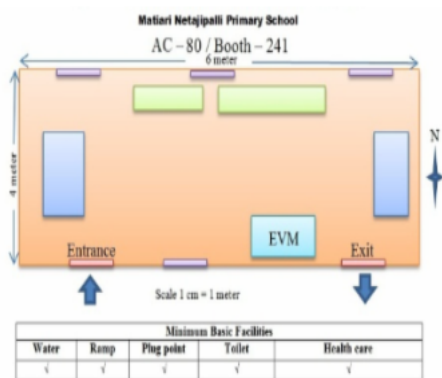 Matiari Netajipalli Primary School
AC – 80 / Booth – 241
6 meter
4 meter
N
EVM
Entrance
Exit
Scale 1 cm = 1 meter
Minimum Basic Facilities
Water Ramp Plug point Toilet Health care
√ √ √ √ √